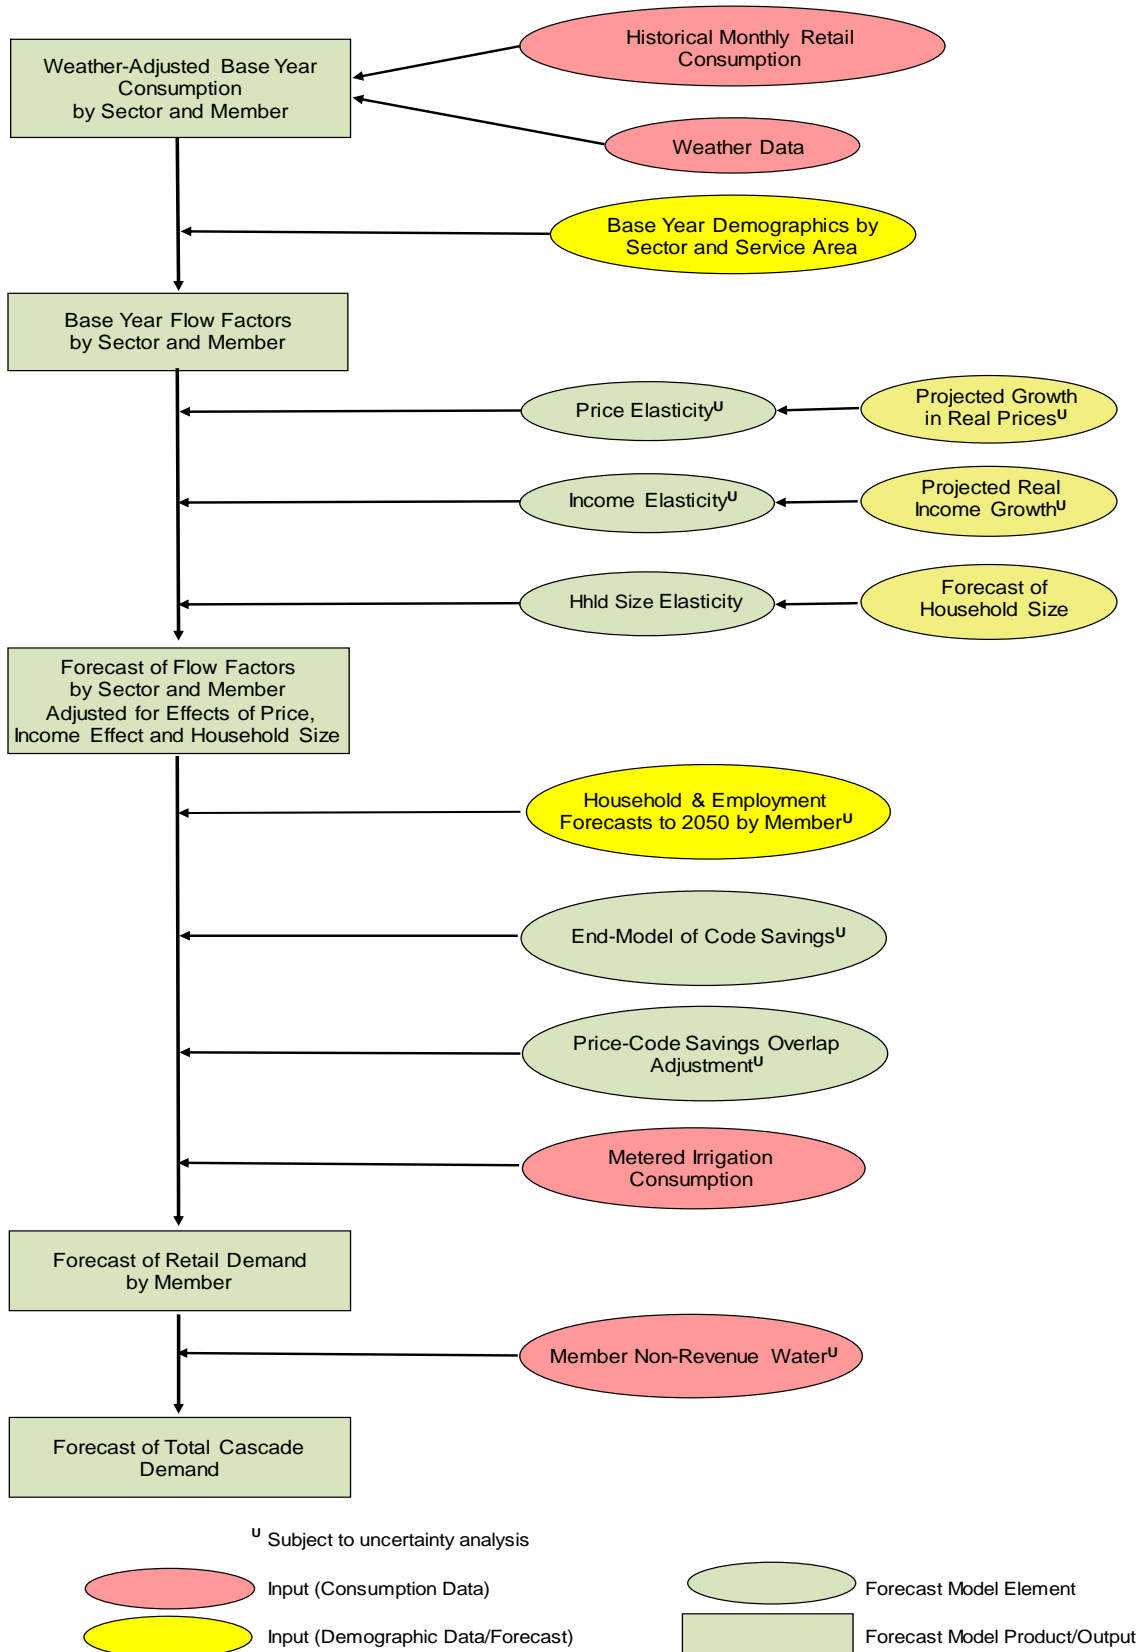 Historical Monthly Retail
Consumption
Weather-Adjusted Base Year
Consumption
by Sector and Member
Weather Data
Base Year Demographics by
Sector and Service Area
Base Year Flow Factors
by Sector and Member
Price Elasticityᵁ
Projected Growth
in Real Pricesᵁ
Income Elasticityᵁ
Projected Real
Income Growthᵁ
Hhld Size Elasticity
Forecast of
Household Size
Forecast of Flow Factors
by Sector and Member
Adjusted for Effects of Price,
Income Effect and Household Size
Household & Employment
Forecasts to 2050 by Memberᵁ
End-Model of Code Savingsᵁ
Price-Code Savings Overlap
Adjustmentᵁ
Metered Irrigation
Consumption
Forecast of Retail Demand
by Member
Member Non-Revenue Waterᵁ
Forecast of Total Cascade
Demand
ᵁ Subject to uncertainty analysis
Input (Consumption Data)
Forecast Model Element
Input (Demographic Data/Forecast)
Forecast Model Product/Output